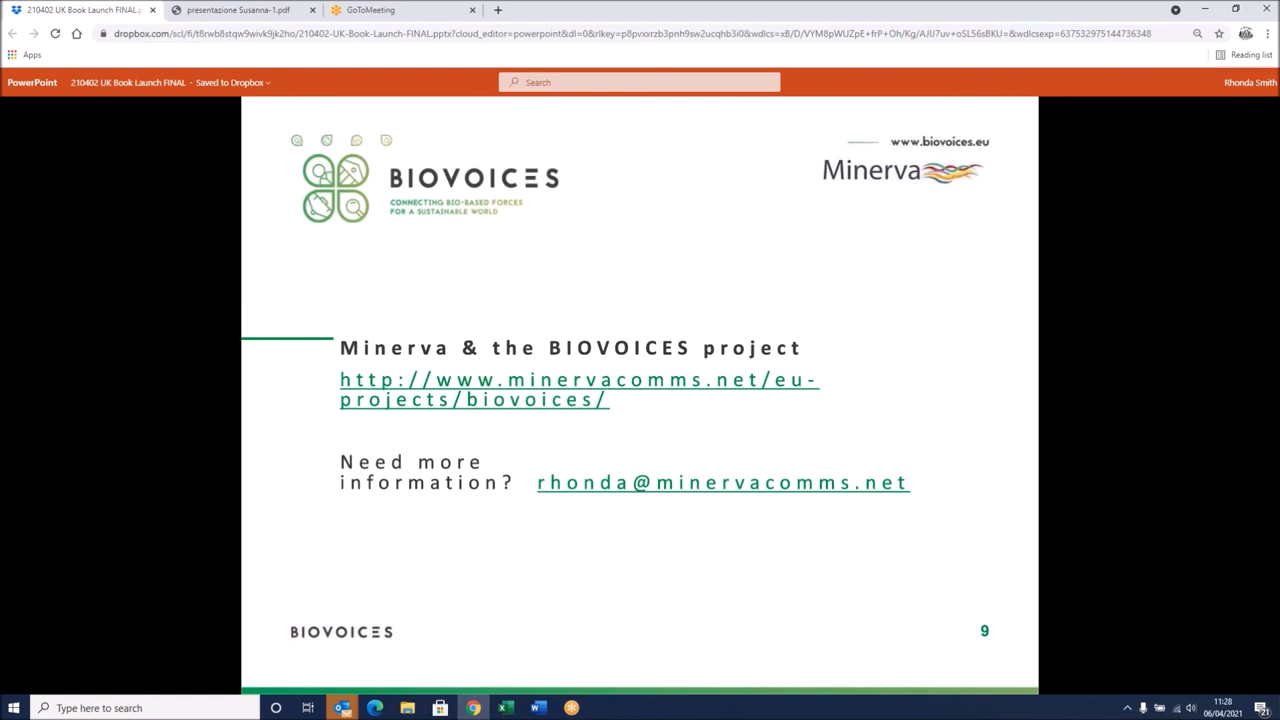 210402 UK Book Launch FINAL.p
presentazione Susanna-1.pdf
GoToMeeting
Apps
Reading list
PowerPoint
210402 UK Book Launch FINAL - Saved to Dropbox
Search
Rhonda Smith
www.biovoices.eu
Minerva
BIOVOICES
CONNECTING BIO-BASED FORCES
FOR A SUSTAINABLE WORLD
Minerva & the BIOVOICES project
http://www.minervacomms.net/eu-
projects/biovoices/
Need more
information? rhonda@minervacomms.net
BIOVOICES
9
Type here to search
11:28
06/04/2021